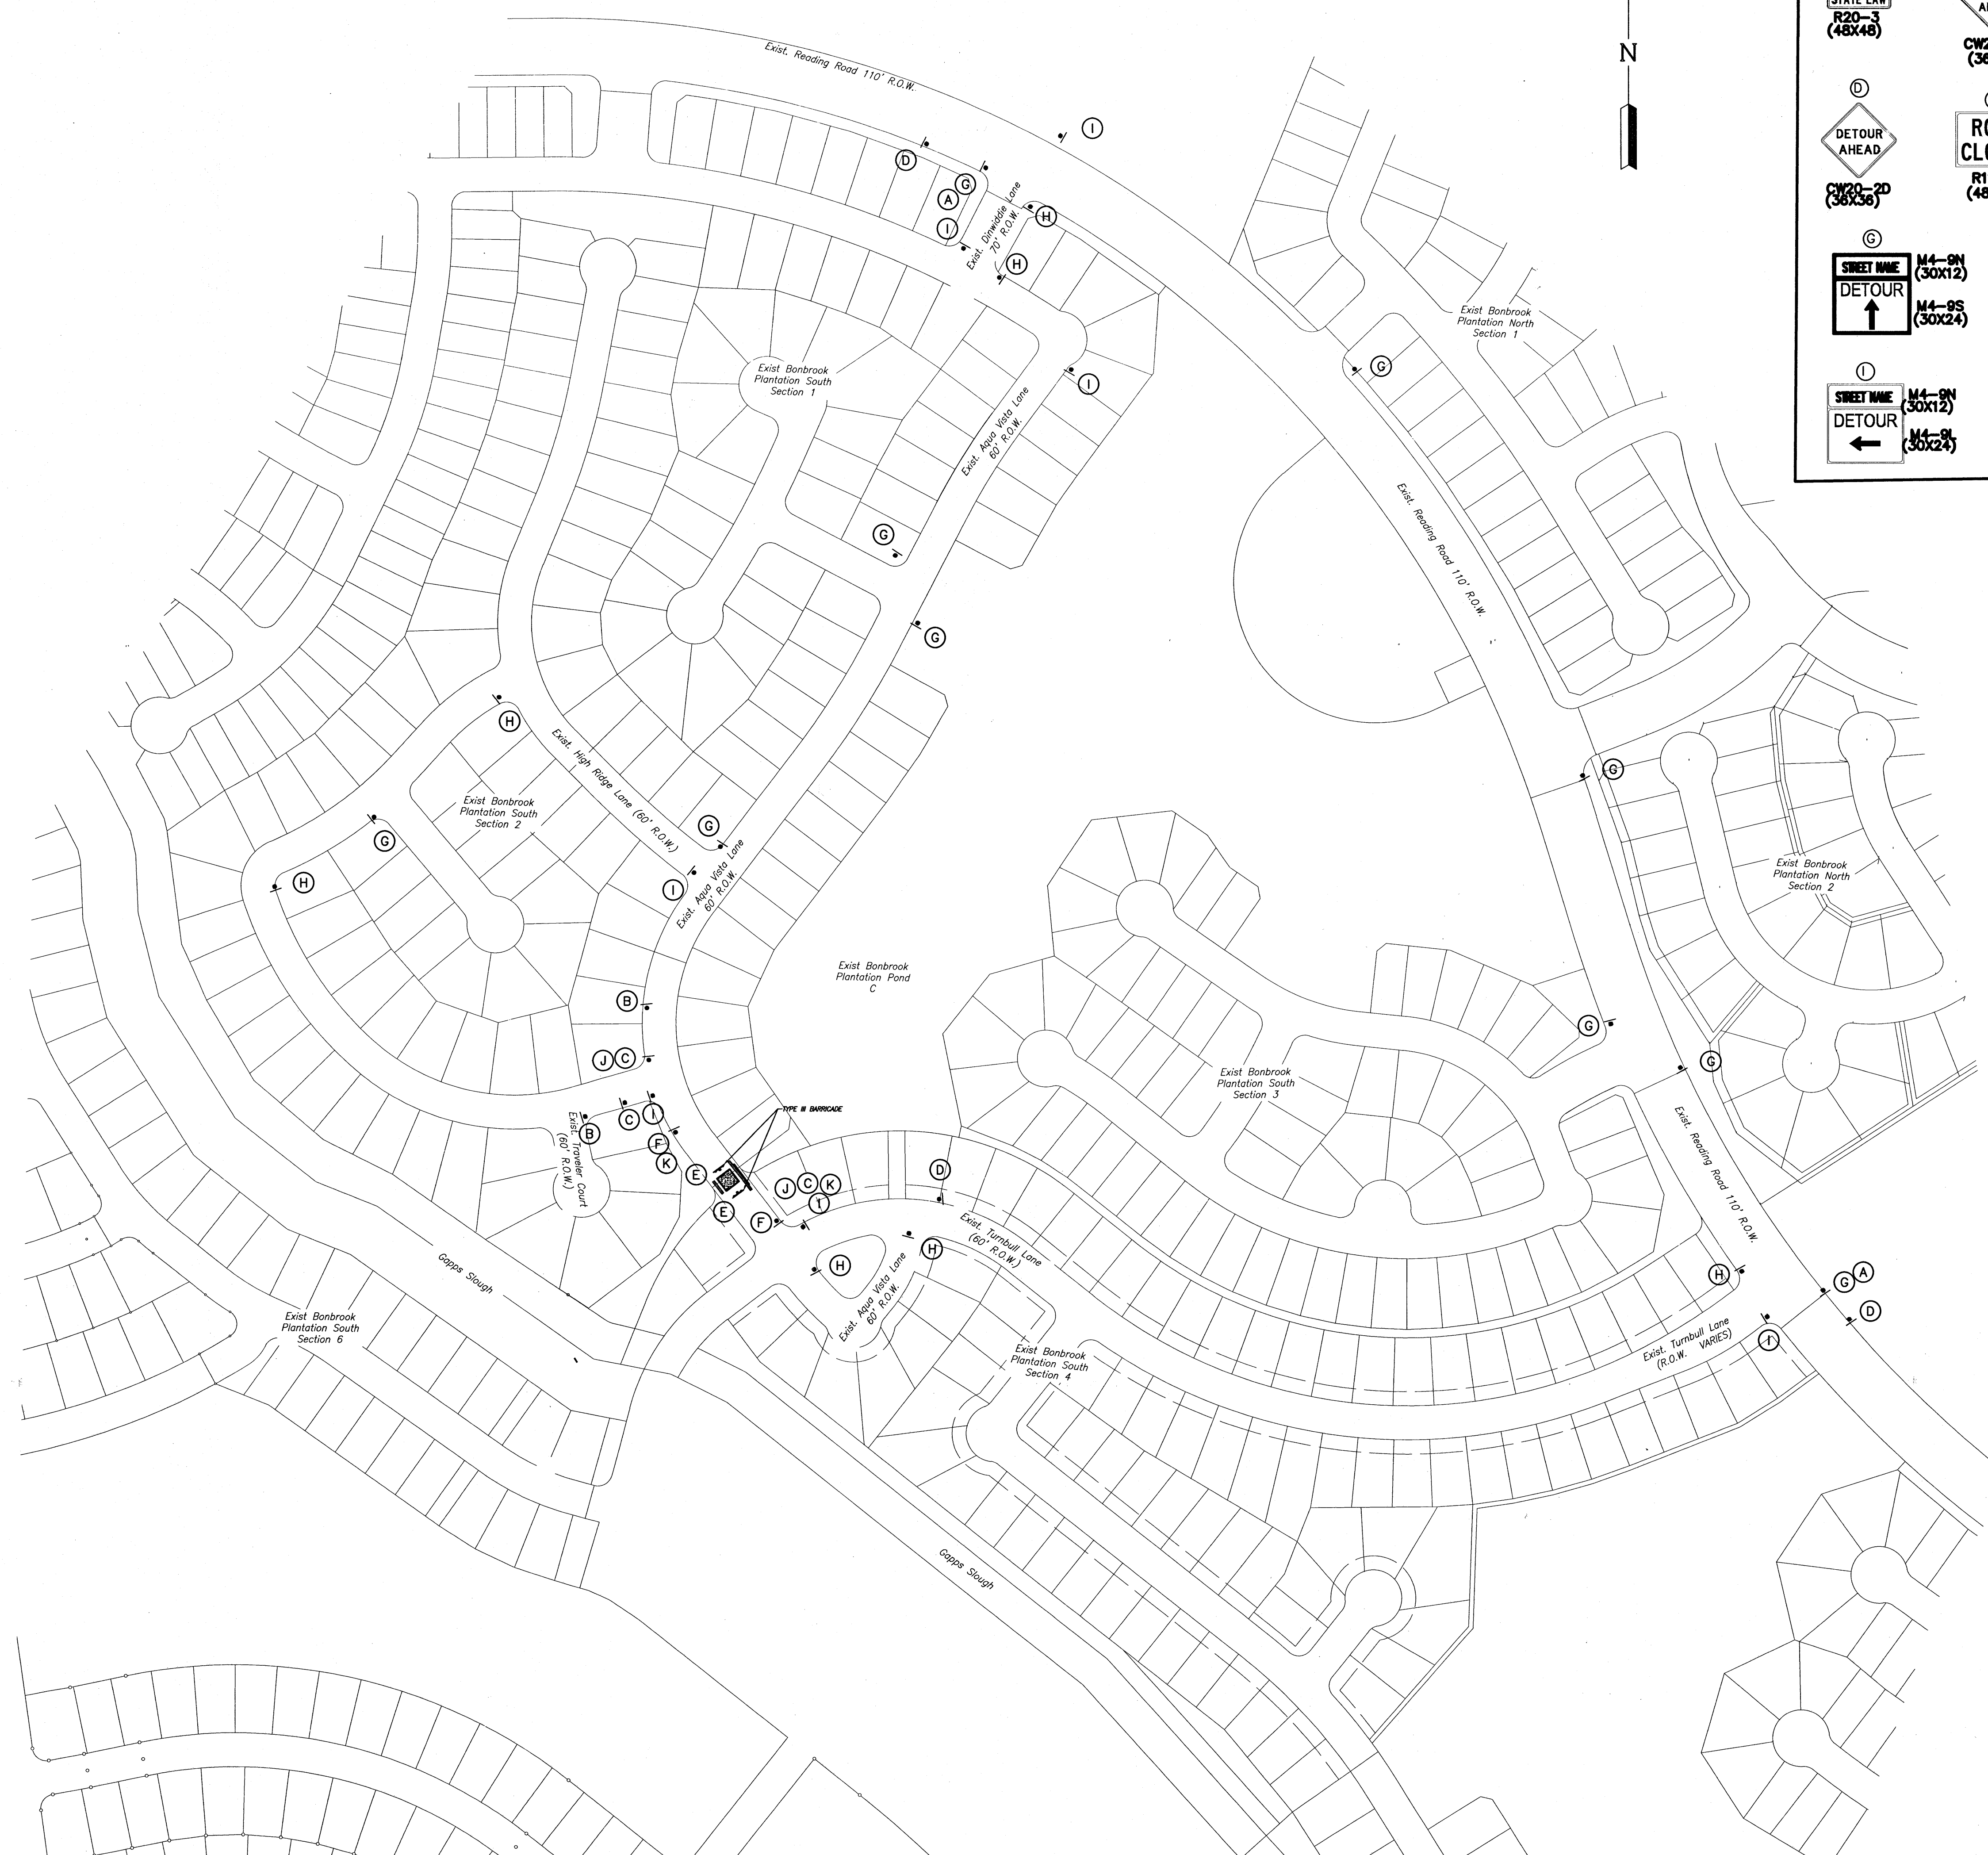 STATE LAW
R20-3
(48X48)
N
Exist. Reading Road 110' R.O.W.
I
D
D
DETOUR
AHEAD
CW20-2D
(36X36)
G
A
I
Exist. Dinwiddie Lane
70' R.O.W.
H
H
G
STREET NAME
M4-9N
(30X12)
DETOUR
M4-9S
(30X24)
Exist Bonbrook
Plantation North
Section 1
Exist Bonbrook
Plantation South
Section 1
G
I
I
STREET NAME
M4-9N
(30X12)
DETOUR
M4-9L
(30X24)
Exist. Aqua Vista Lane
60' R.O.W.
G
Exist. Reading Road 110' R.O.W.
G
H
Exist. High Ridge Lane (60' R.O.W.)
G
Exist Bonbrook
Plantation South
Section 2
G
G
H
I
Exist. Aqua Vista Lane
60' R.O.W.
Exist Bonbrook
Plantation North
Section 2
Exist Bonbrook
Plantation Pond
C
B
G
J
C
G
Exist Bonbrook
Plantation South
Section 3
TYPE III BARRICADE
C
I
B
Exist. Traveler Court
(60' R.O.W.)
F
K
E
D
J
C
K
I
E
F
Exist. Reading Road 110' R.O.W.
Exist. Turnbull Lane
(60' R.O.W.)
H
H
Exist. Aqua Vista Lane
60' R.O.W.
Gapps Slough
H
G
A
D
I
Exist. Turnbull Lane
(R.O.W. VARIES)
Exist Bonbrook
Plantation South
Section 6
Exist Bonbrook
Plantation South
Section 4
Gapps Slough